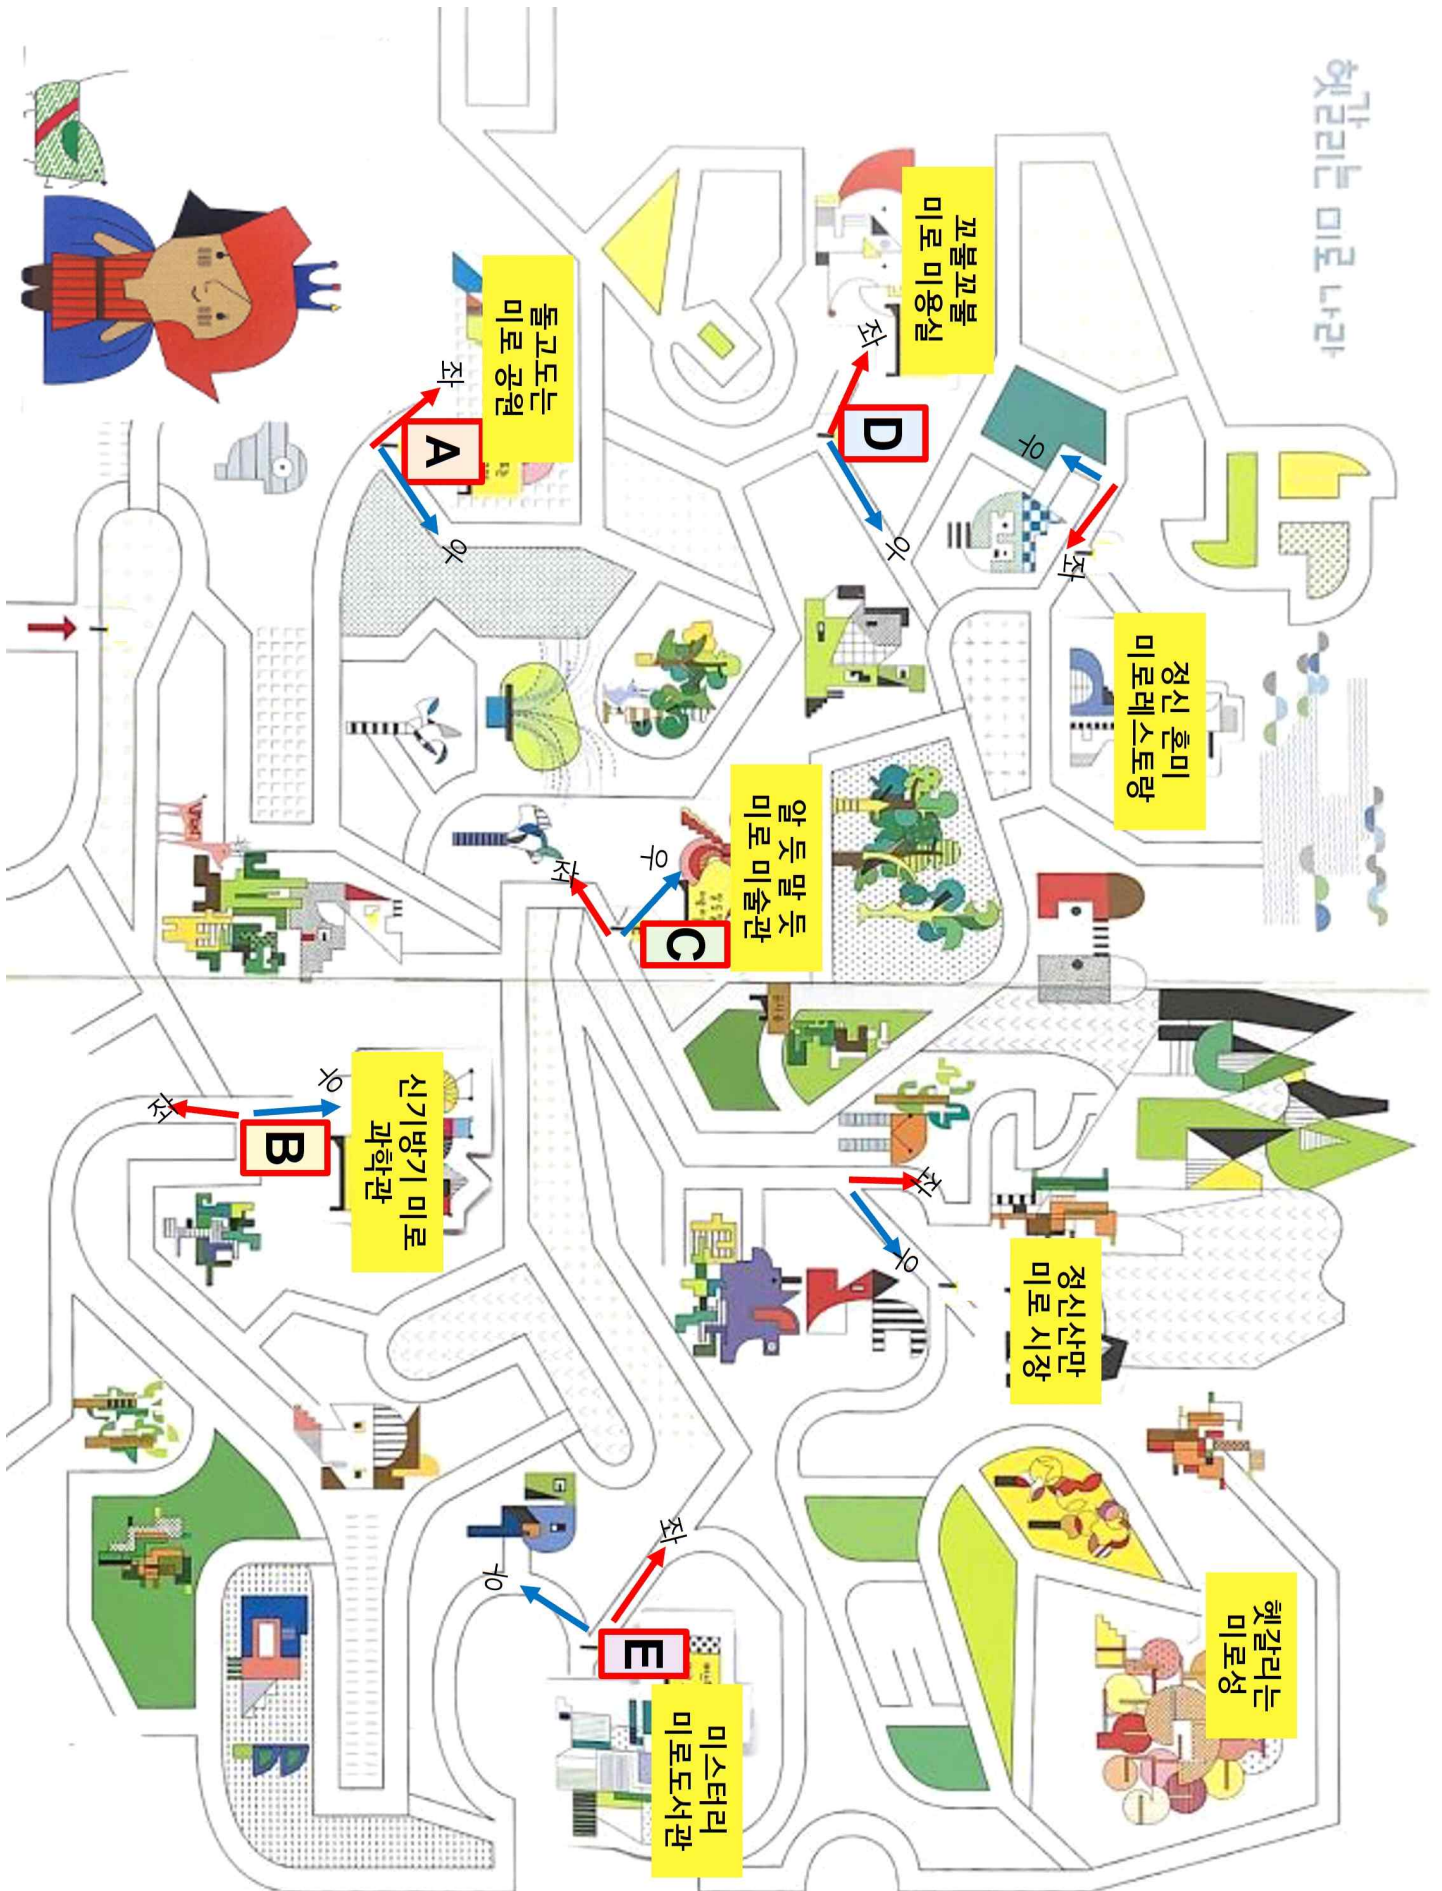 헷갈리는 미로 나라
헷갈리는
미로성
정신 혼미
미로레스토랑
좌
우
정신산만
미로 시장
좌
우
꼬불꼬불
미로 미용실
좌
D
우
알 듯 말 듯
미로 미술관
우
C
좌
미스터리
미로도서관
좌
E
우
돌고도는
미로 공원
좌
A
우
신기방기 미로
과학관
우
B
좌